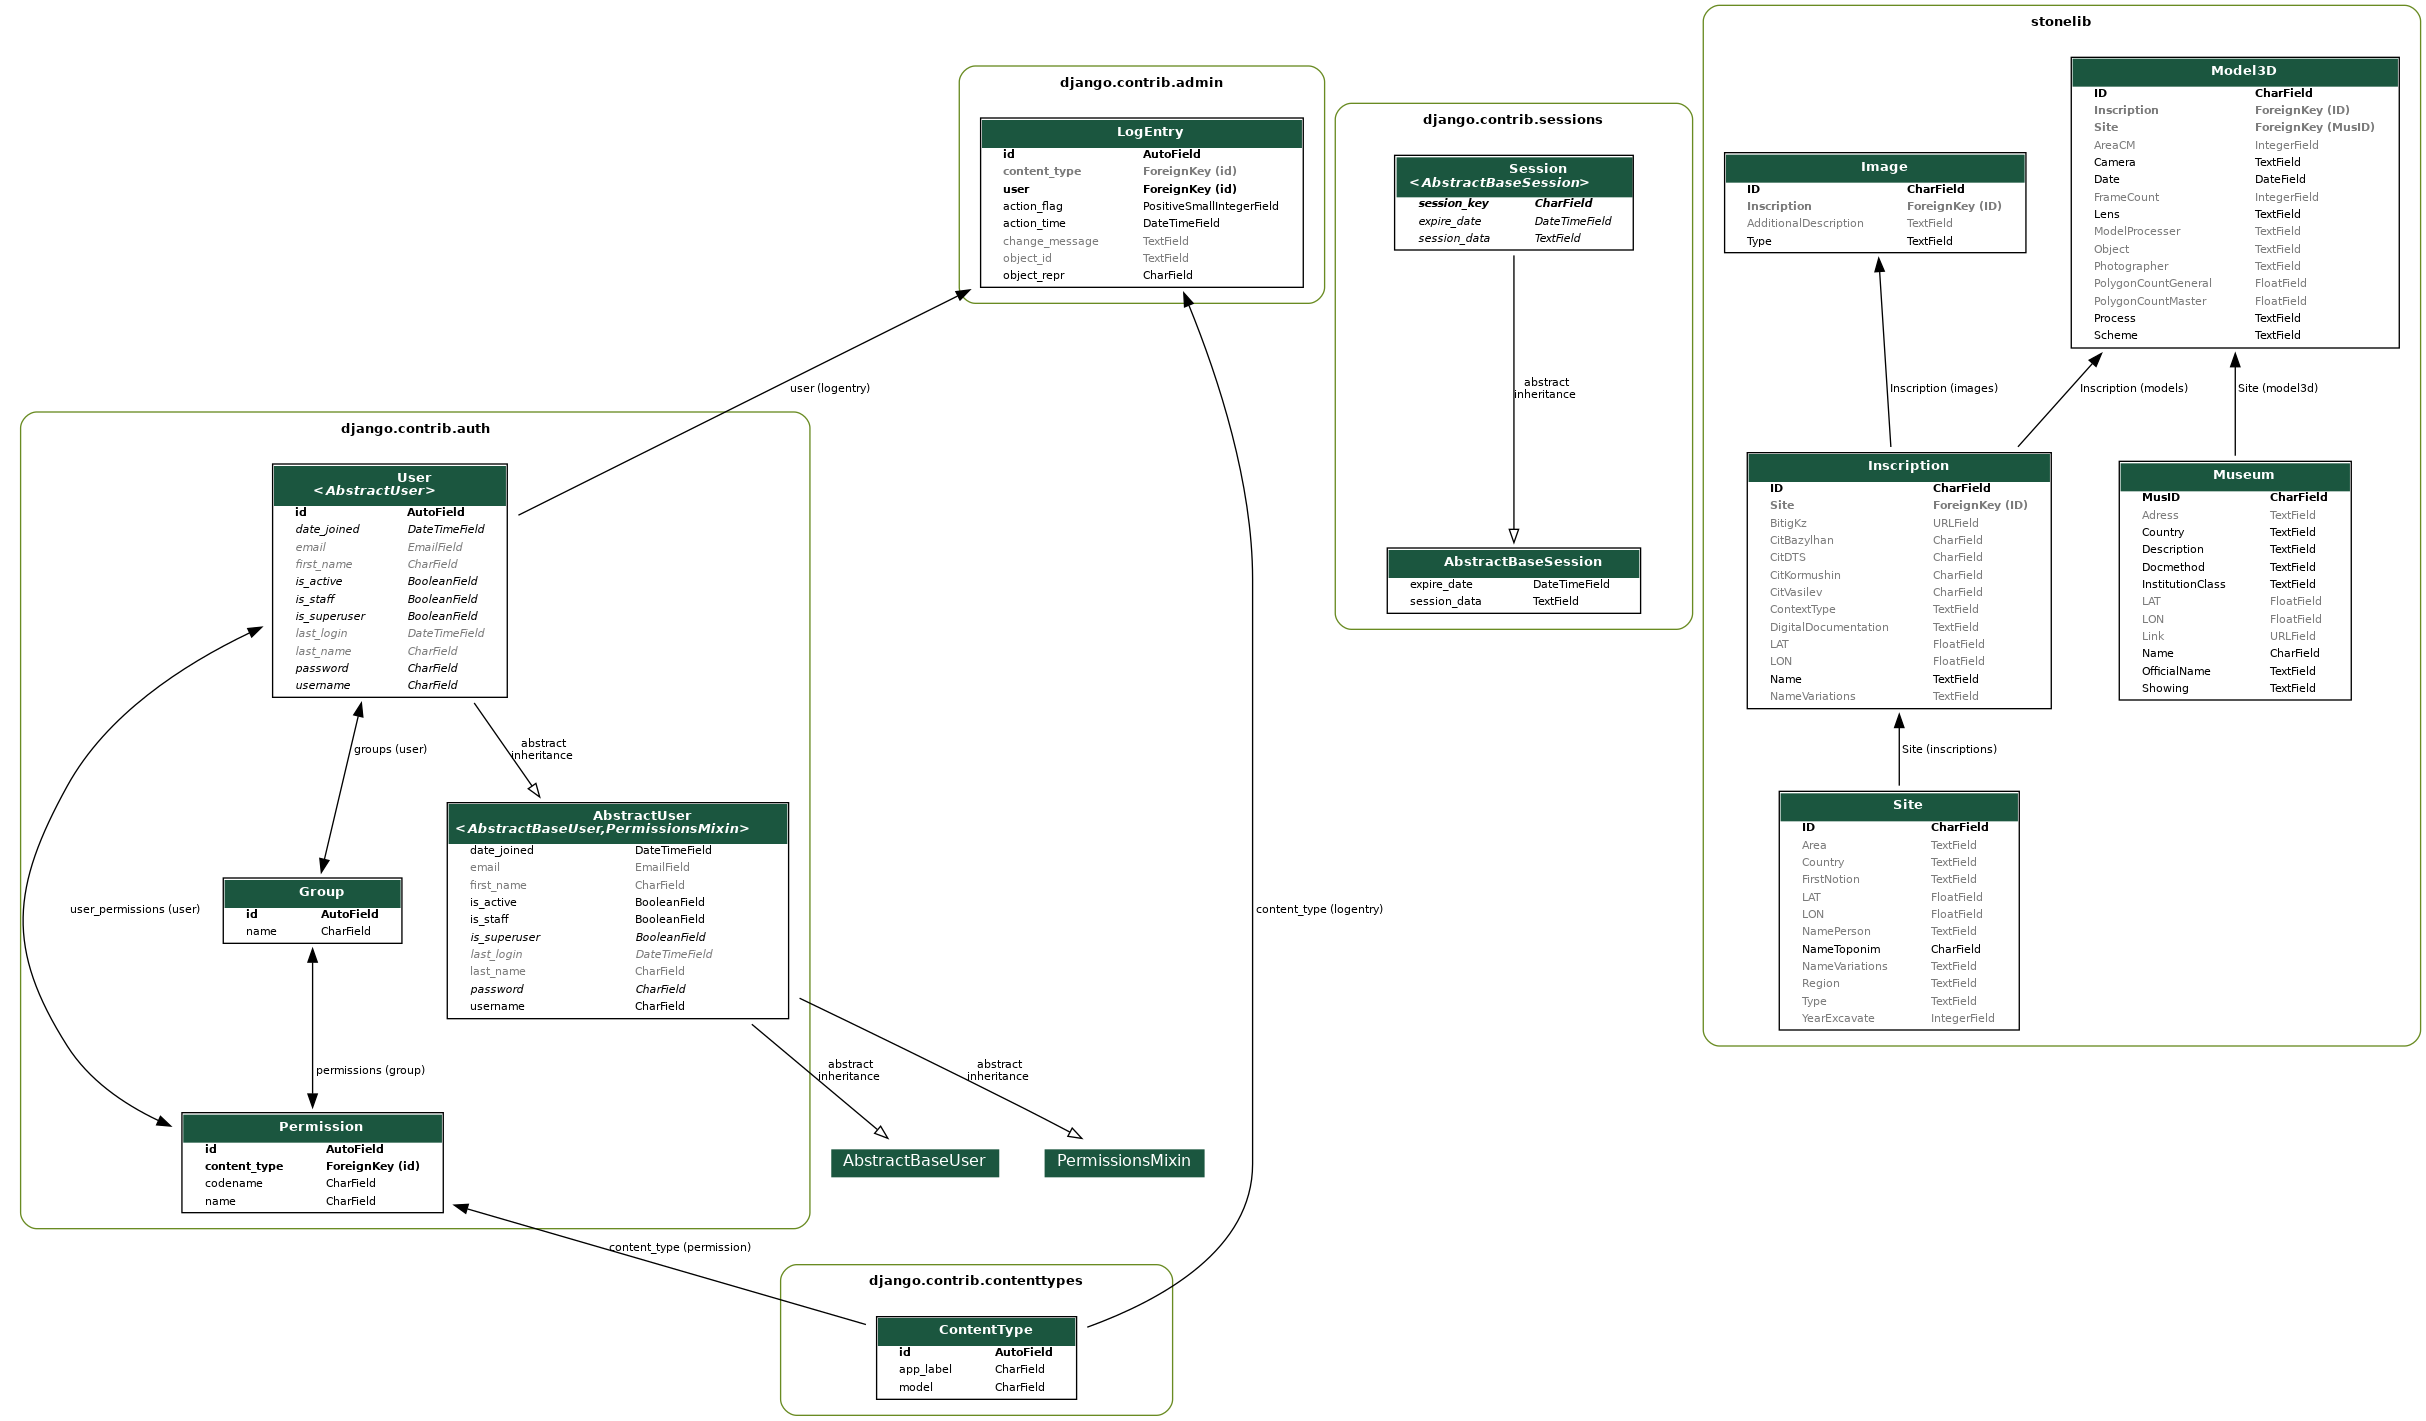 django.contrib.admin
LogEntry
id AutoField
content_type ForeignKey (id)
user ForeignKey (id)
action_flag PositiveSmallIntegerField
action_time DateTimeField
change_message TextField
object_id TextField
object_repr CharField
django.contrib.sessions
Session
<AbstractBaseSession>
session_key CharField
expire_date DateTimeField
session_data TextField
abstract
inheritance
AbstractBaseSession
expire_date DateTimeField
session_data TextField
stonelib
Model3D
ID CharField
Inscription ForeignKey (ID)
Site ForeignKey (MusID)
AreaCM IntegerField
Camera TextField
Date DateField
FrameCount IntegerField
Lens TextField
ModelProcesser TextField
Object TextField
Photographer TextField
PolygonCountGeneral FloatField
PolygonCountMaster FloatField
Process TextField
Scheme TextField
Image
ID CharField
Inscription ForeignKey (ID)
AdditionalDescription TextField
Type TextField
Inscription (images)
Inscription (models)
Site (model3d)
Inscription
ID CharField
Site ForeignKey (ID)
BitigKz URLField
CitBazylhan CharField
CitDTS CharField
CitKormushin CharField
CitVasilev CharField
ContextType TextField
DigitalDocumentation TextField
LAT FloatField
LON FloatField
Name TextField
NameVariations TextField
Museum
MusID CharField
Adress TextField
Country TextField
Description TextField
Docmethod TextField
InstitutionClass TextField
LAT FloatField
LON FloatField
Link URLField
Name CharField
OfficialName TextField
Showing TextField
Site (inscriptions)
Site
ID CharField
Area TextField
Country TextField
FirstNotion TextField
LAT FloatField
LON FloatField
NamePerson TextField
NameToponim CharField
NameVariations TextField
Region TextField
Type TextField
YearExcavate IntegerField
user (logentry)
django.contrib.auth
User
<AbstractUser>
id AutoField
date_joined DateTimeField
email EmailField
first_name CharField
is_active BooleanField
is_staff BooleanField
is_superuser BooleanField
last_login DateTimeField
last_name CharField
password CharField
username CharField
groups (user)
abstract
inheritance
AbstractUser
<AbstractBaseUser,PermissionsMixin>
date_joined DateTimeField
email EmailField
first_name CharField
is_active BooleanField
is_staff BooleanField
is_superuser BooleanField
last_login DateTimeField
last_name CharField
password CharField
username CharField
user_permissions (user)
Group
id AutoField
name CharField
permissions (group)
Permission
id AutoField
content_type ForeignKey (id)
codename CharField
name CharField
abstract
inheritance
abstract
inheritance
AbstractBaseUser
PermissionsMixin
content_type (logentry)
content_type (permission)
django.contrib.contenttypes
ContentType
id AutoField
app_label CharField
model CharField